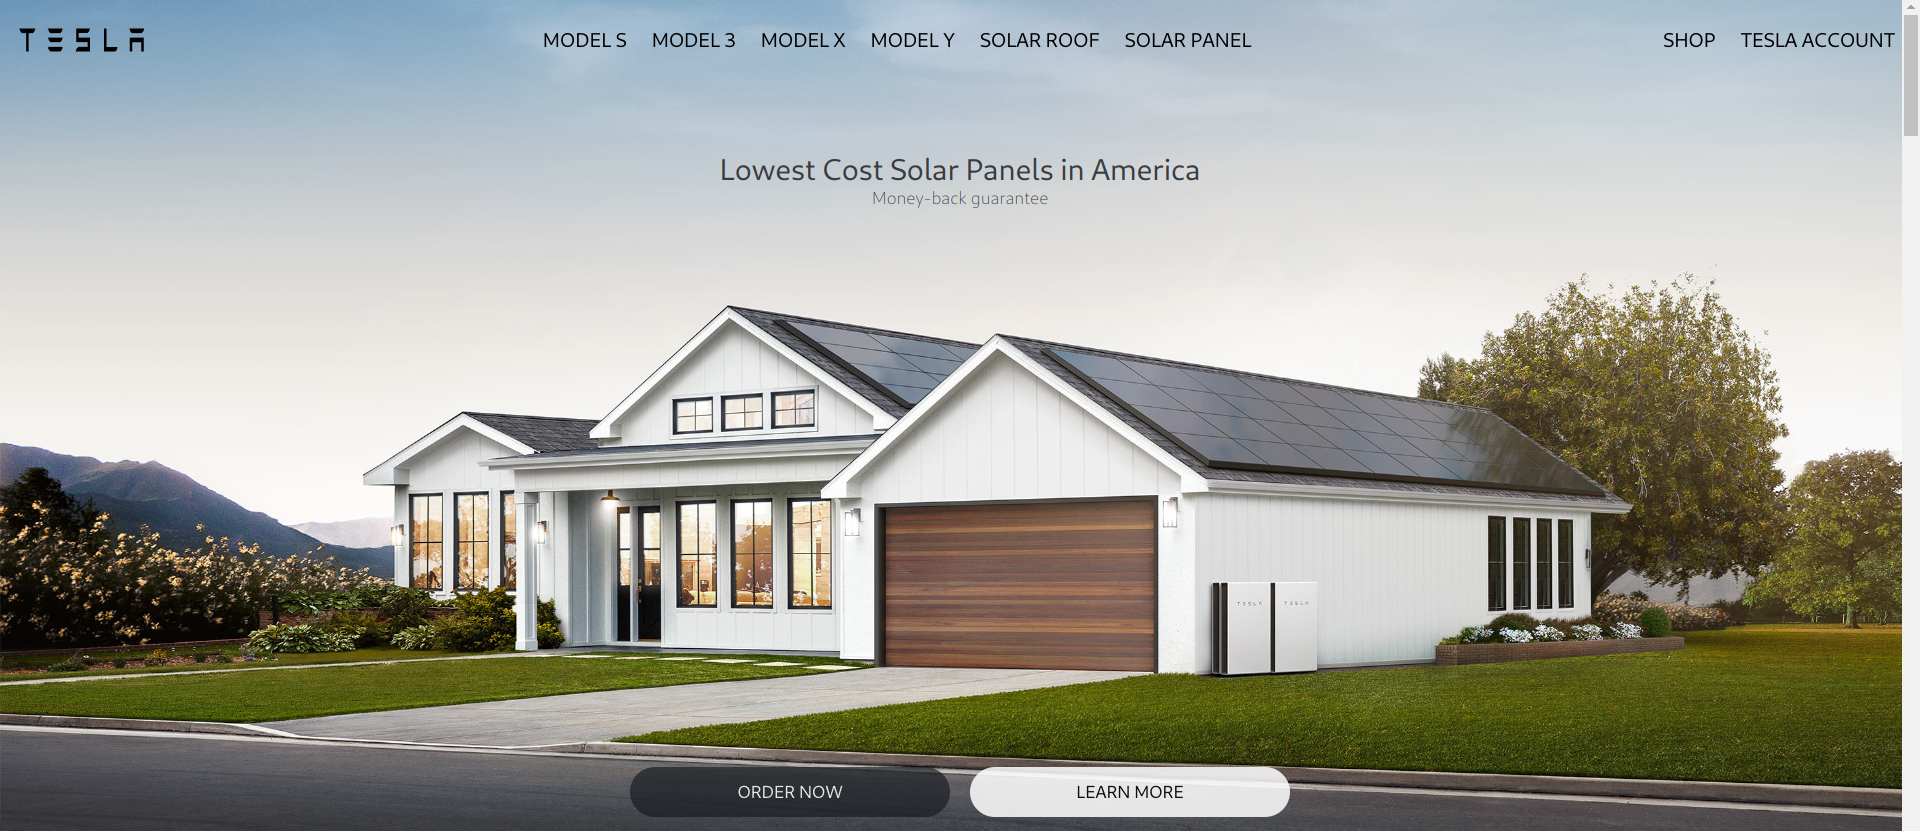 TESLA
MODEL S MODEL 3 MODEL X MODEL Y SOLAR ROOF SOLAR PANEL
SHOP TESLA ACCOUNT
Lowest Cost Solar Panels in America
Money-back guarantee
TESLA TESLA
ORDER NOW
LEARN MORE